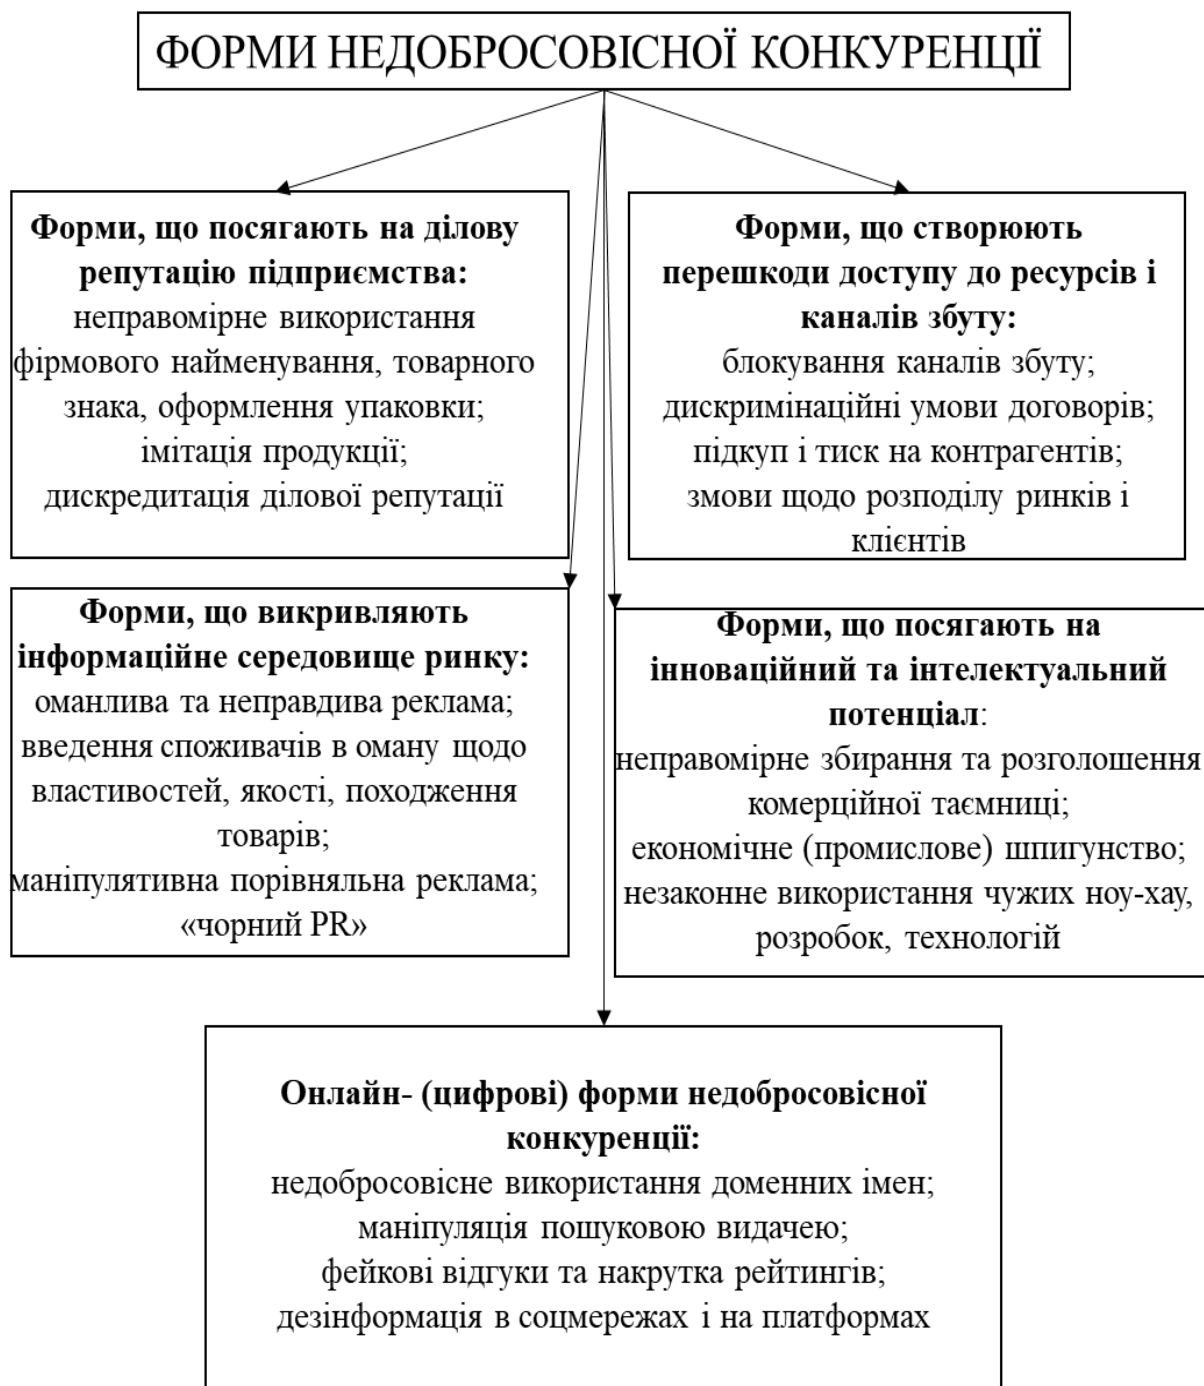 ФОРМИ НЕДОБРОСОВІСНОЇ КОНКУРЕНЦІЇ
Форми, що посягають на ділову
репутацію підприємства:
неправомірне використання
фірмового найменування, товарного
знака, оформлення упаковки;
імітація продукції;
дискредитація ділової репутації
Форми, що створюють
перешкоди доступу до ресурсів і
каналів збуту:
блокування каналів збуту;
дискримінаційні умови договорів;
підкуп і тиск на контрагентів;
змови щодо розподілу ринків і
клієнтів
Форми, що викривляють
інформаційне середовище ринку:
оманлива та неправдива реклама;
введення споживачів в оману щодо
властивостей, якості, походження
товарів;
маніпулятивна порівняльна реклама;
«чорний PR»
Форми, що посягають на
інноваційний та інтелектуальний
потенціал:
неправомірне збирання та розголошення
комерційної таємниці;
економічне (промислове) шпигунство;
незаконне використання чужих ноу-хау,
розробок, технологій
Онлайн- (цифрові) форми недобросовісної
конкуренції:
недобросовісне використання доменних імен;
маніпуляція пошуковою видачею;
фейкові відгуки та накрутка рейтингів;
дезінформація в соцмережах і на платформах